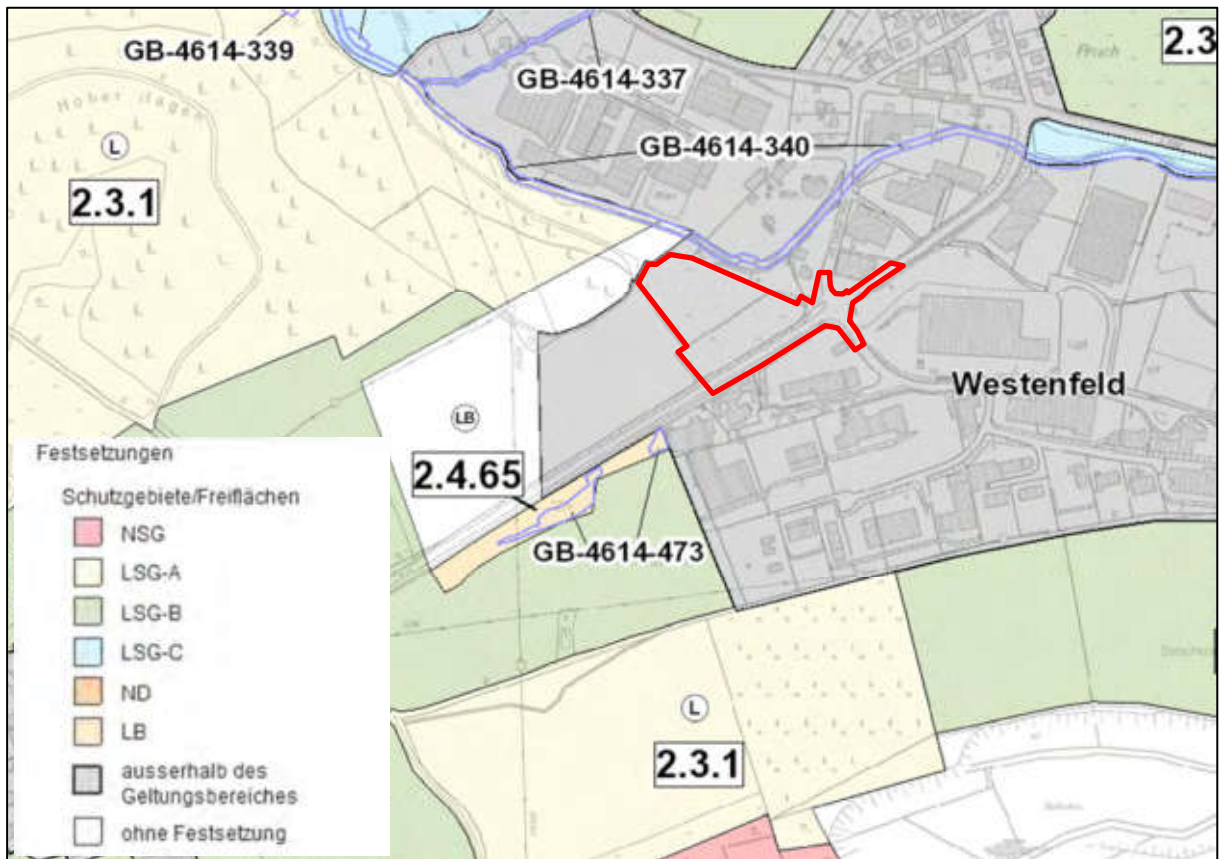 GB-4614-339
GB-4614-337
2.3
Bruch
Hoher Hagen
L
GB-4614-340
2.3.1
Westenfeld
LB
2.4.65
GB-4614-473
Festsetzungen
Schutzgebiete/Freiflächen
NSG
LSG-A
LSG-B
LSG-C
ND
LB
ausserhalb des
Geltungsbereiches
ohne Festsetzung
L
2.3.1